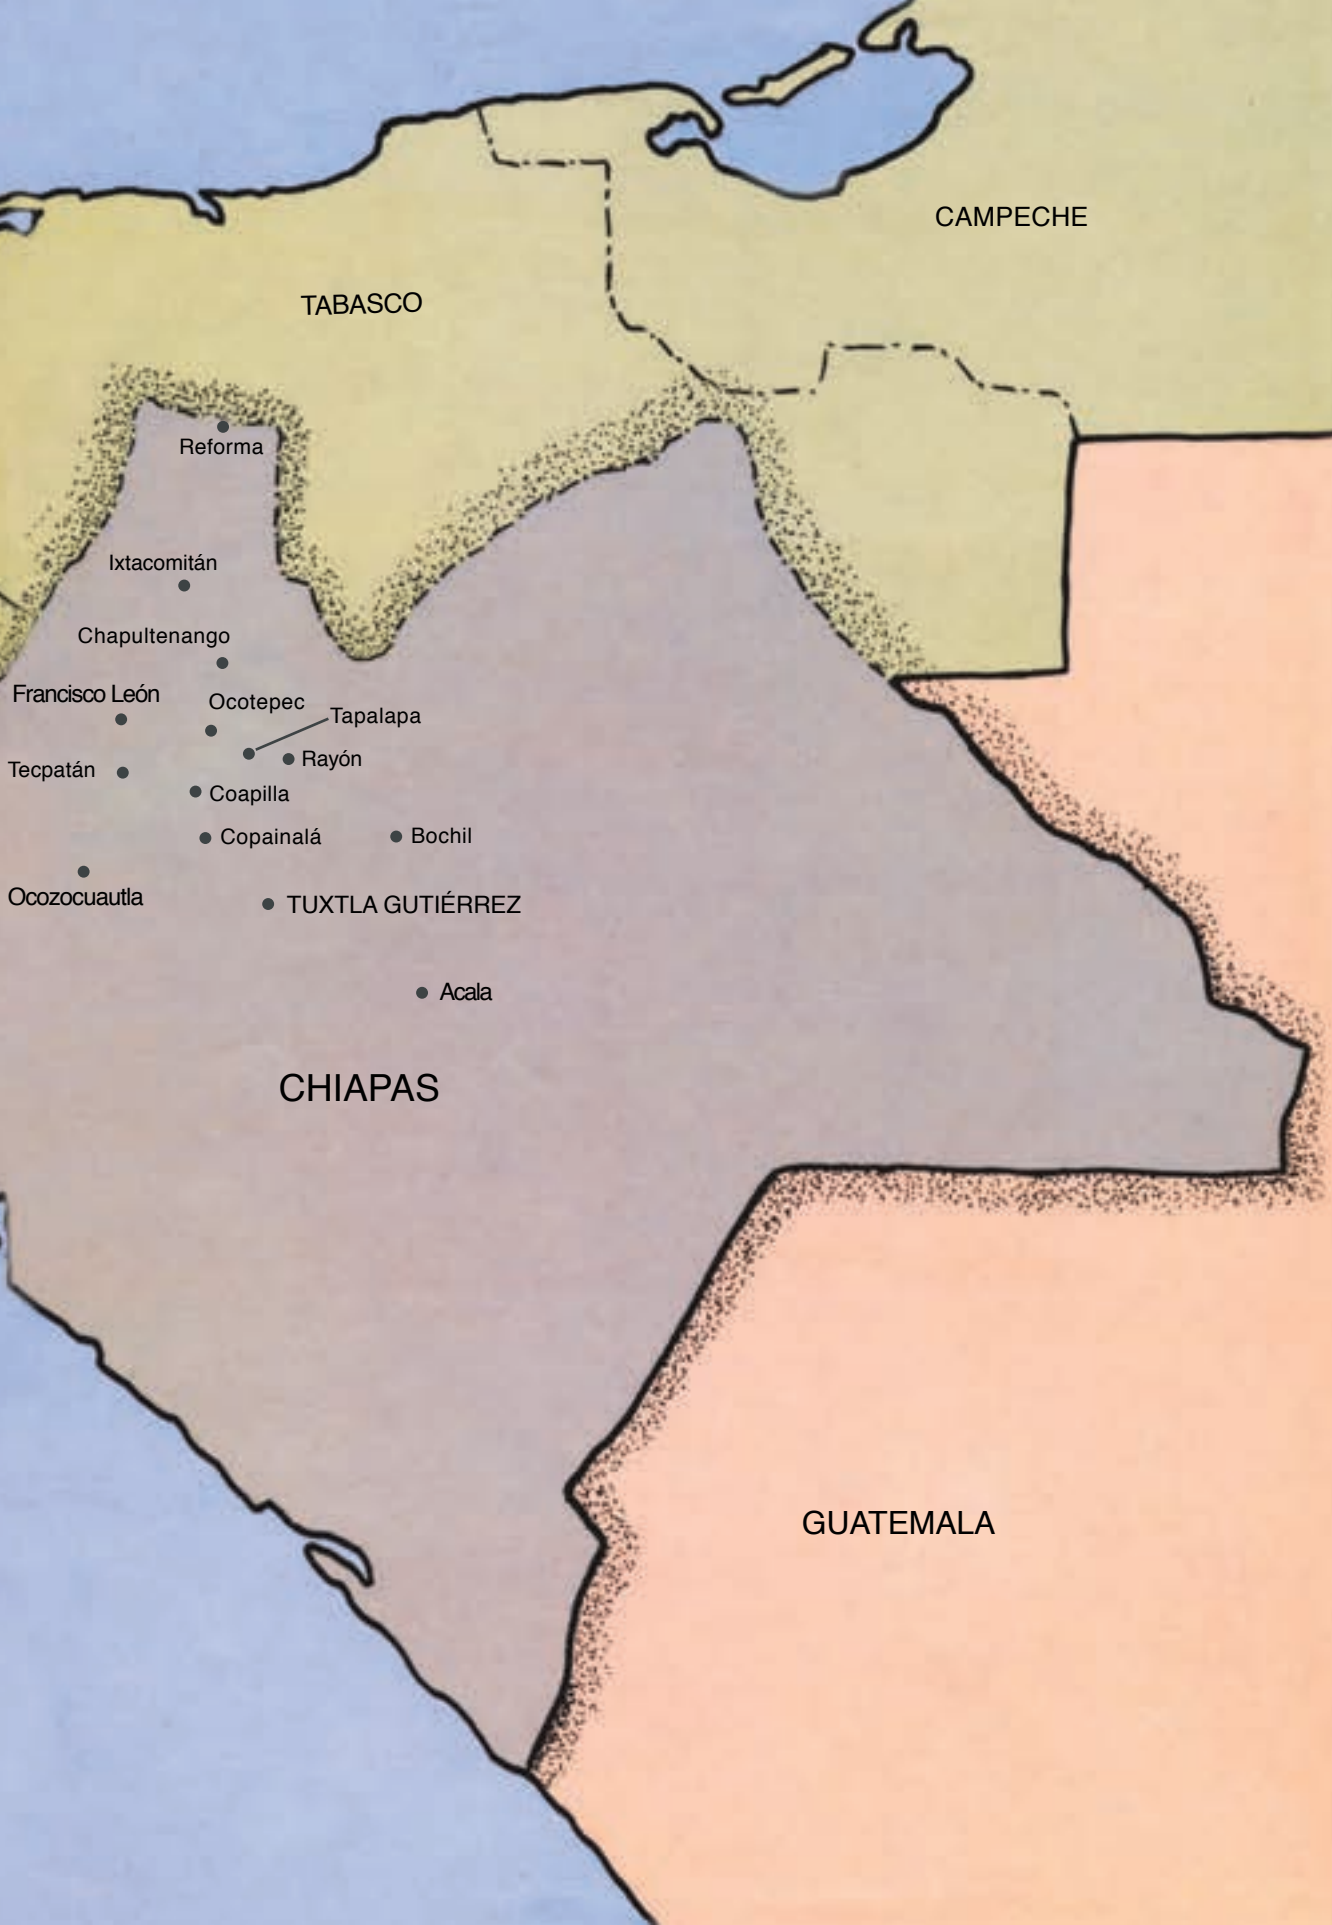 CAMPECHE
TABASCO
Reforma
Ixtacomitán
Chapultenango
Francisco León
Ocotepec
Tapalapa
Rayón
Tecpatán
Coapilla
Copainalá
Bochil
Ocozocuautla
TUXTLA GUTIÉRREZ
Acala
CHIAPAS
GUATEMALA